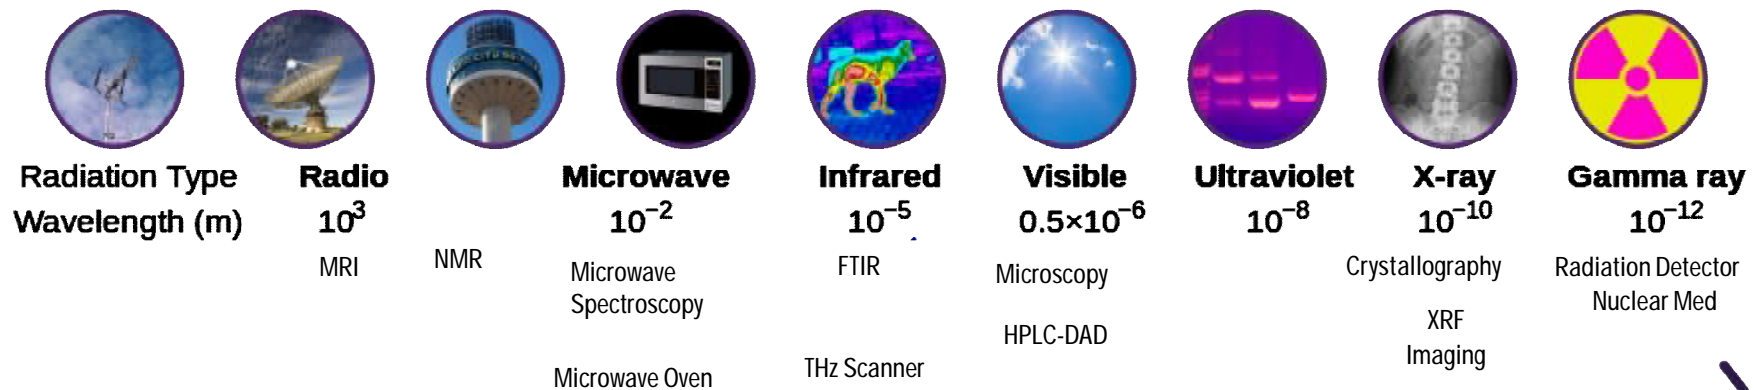 Radiation Type Radio Microwave Infrared Visible Ultraviolet X-ray Gamma ray
Wavelength (m) 10³ 10⁻² 10⁻⁵ 0.5×10⁻⁶ 10⁻⁸ 10⁻¹⁰ 10⁻¹²
MRI
NMR
Microwave
Spectroscopy
Microwave Oven
FTIR
THz Scanner
Microscopy
HPLC-DAD
Crystallography
XRF
Imaging
Radiation Detector
Nuclear Med